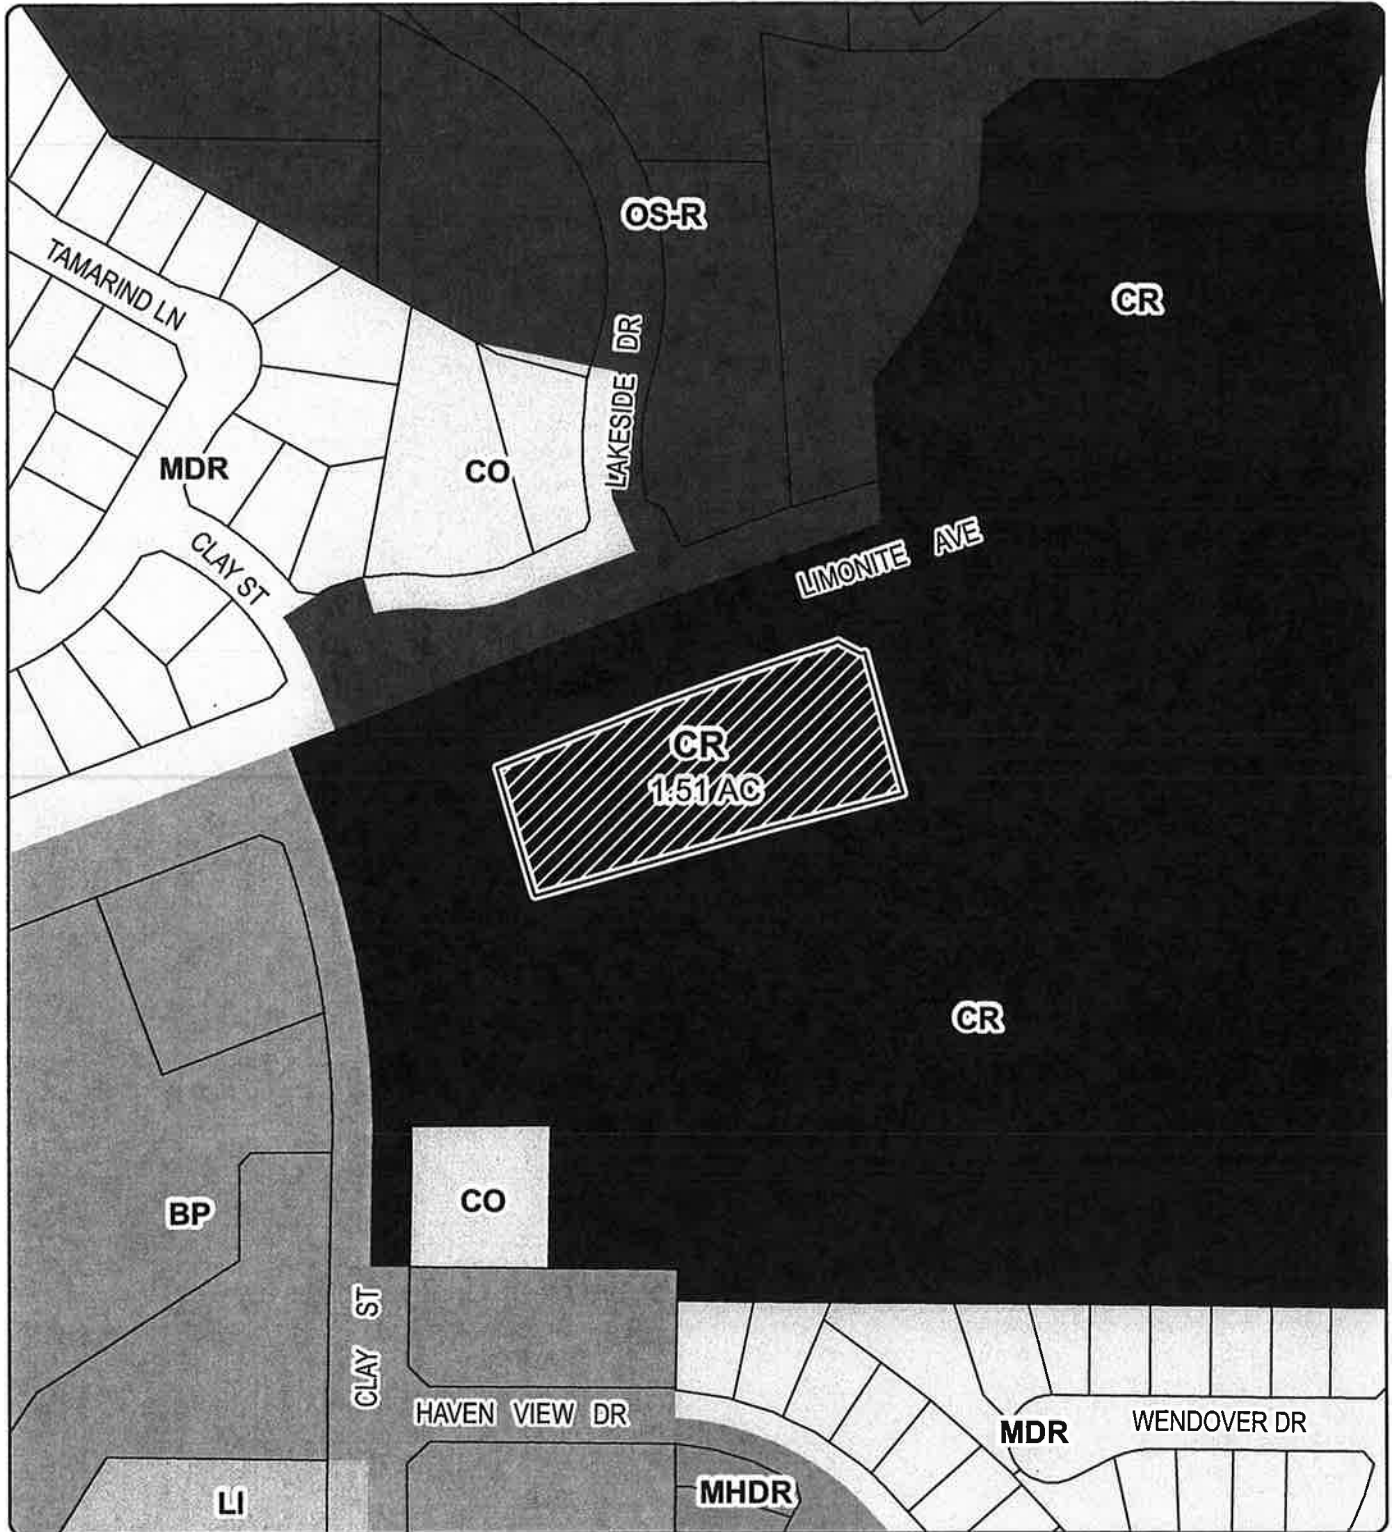 OS-R
TAMARIND LN
CR
LAKESIDE DR
MDR
CO
CLAY ST
LIMONITE AVE
CR
1.51 AC
CR
BP
CO
CLAY ST
HAVEN VIEW DR
MDR
WENDOVER DR
MHDR
LI